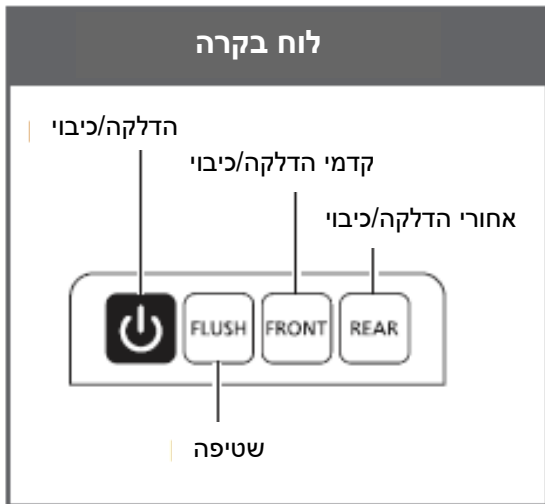 לוח בקרה
הדלקה/כיבוי
קדמי הדלקה/כיבוי
אחורי הדלקה/כיבוי
FLUSH FRONT REAR
שטיפה